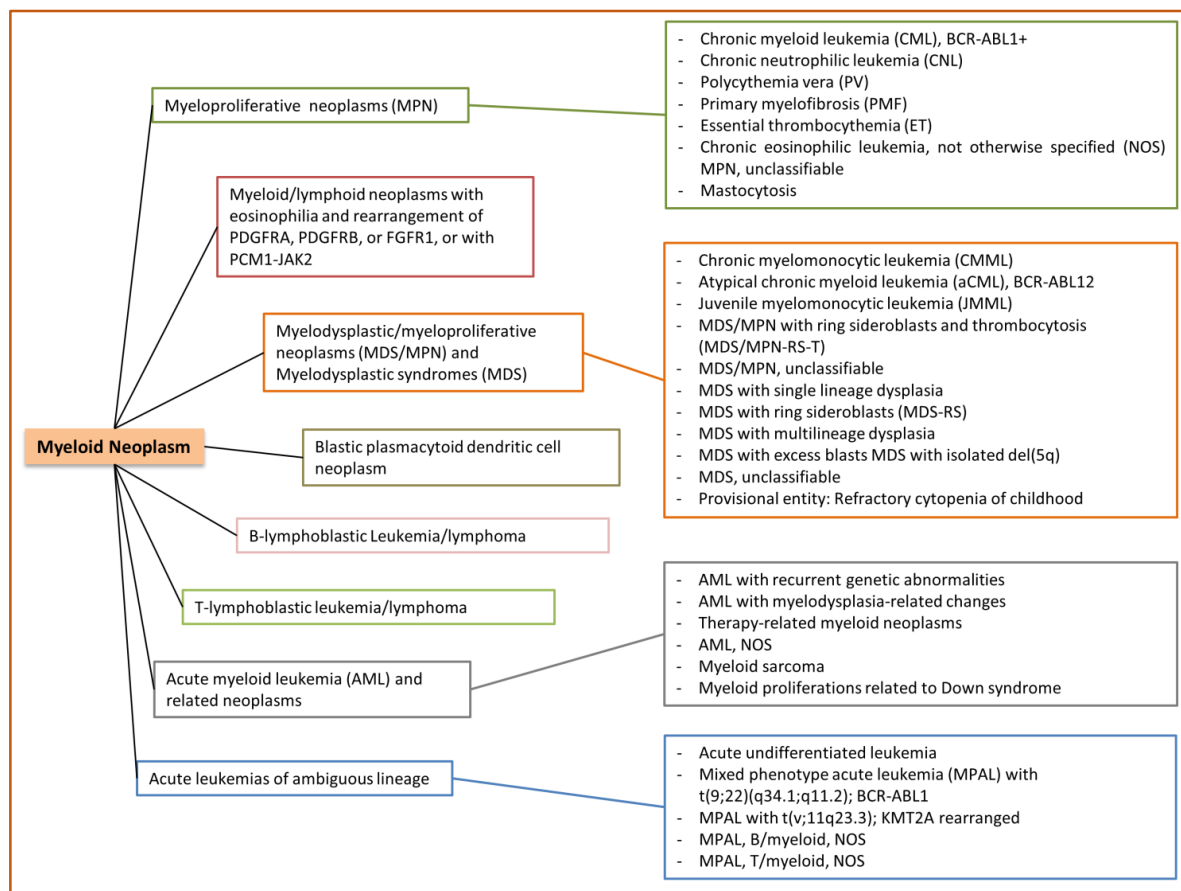 Myeloid Neoplasm
Myeloproliferative neoplasms (MPN)
- Chronic myeloid leukemia (CML), BCR-ABL1+
- Chronic neutrophilic leukemia (CNL)
- Polycythemia vera (PV)
- Primary myelofibrosis (PMF)
- Essential thrombocythemia (ET)
- Chronic eosinophilic leukemia, not otherwise specified (NOS)
MPN, unclassifiable
- Mastocytosis
Myeloid/lymphoid neoplasms with
eosinophilia and rearrangement of
PDGFRA, PDGFRB, or FGFR1, or with
PCM1-JAK2
Myelodysplastic/myeloproliferative
neoplasms (MDS/MPN) and
Myelodysplastic syndromes (MDS)
- Chronic myelomonocytic leukemia (CMML)
- Atypical chronic myeloid leukemia (aCML), BCR-ABL12
- Juvenile myelomonocytic leukemia (JMML)
- MDS/MPN with ring sideroblasts and thrombocytosis
(MDS/MPN-RS-T)
- MDS/MPN, unclassifiable
- MDS with single lineage dysplasia
- MDS with ring sideroblasts (MDS-RS)
- MDS with multilineage dysplasia
- MDS with excess blasts MDS with isolated del(5q)
- MDS, unclassifiable
- Provisional entity: Refractory cytopenia of childhood
Blastic plasmacytoid dendritic cell
neoplasm
B-lymphoblastic Leukemia/lymphoma
T-lymphoblastic leukemia/lymphoma
Acute myeloid leukemia (AML) and
related neoplasms
- AML with recurrent genetic abnormalities
- AML with myelodysplasia-related changes
- Therapy-related myeloid neoplasms
- AML, NOS
- Myeloid sarcoma
- Myeloid proliferations related to Down syndrome
Acute leukemias of ambiguous lineage
- Acute undifferentiated leukemia
- Mixed phenotype acute leukemia (MPAL) with
t(9;22)(q34.1;q11.2); BCR-ABL1
- MPAL with t(v;11q23.3); KMT2A rearranged
- MPAL, B/myeloid, NOS
- MPAL, T/myeloid, NOS